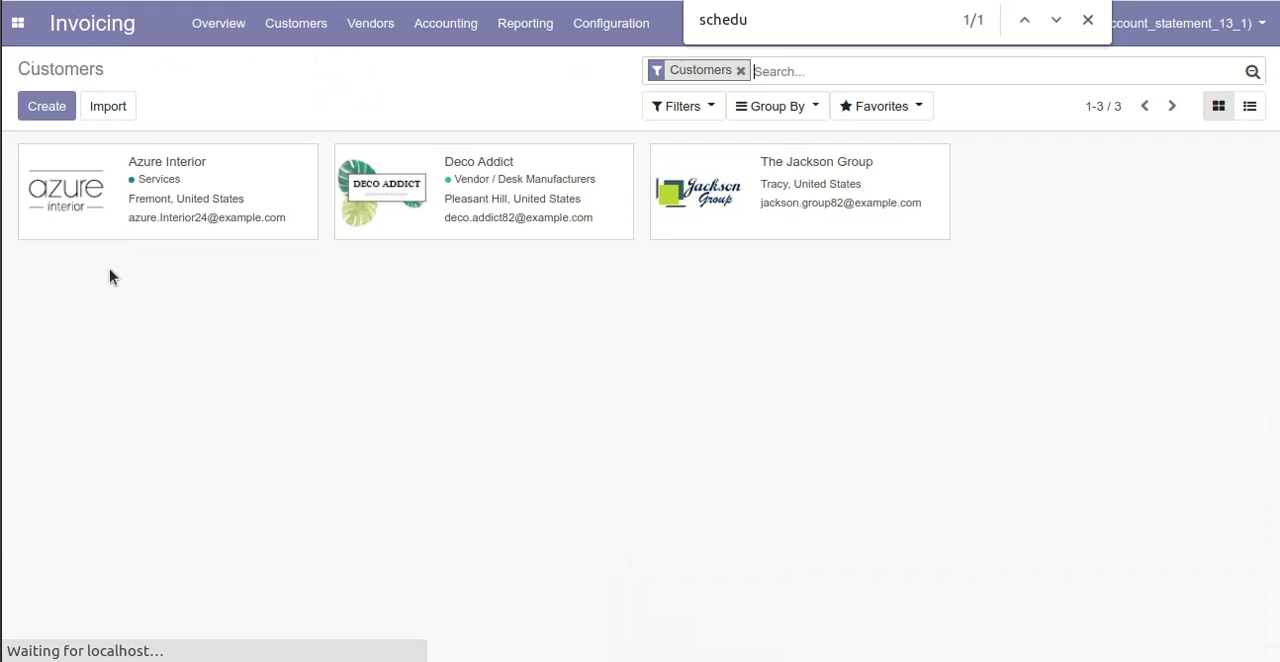 schedu 1/1
Invoicing Overview Customers Vendors Accounting Reporting Configuration ccount_statement_13_1)
Customers
Customers Search...
Create Import Filters Group By Favorites 1-3 / 3
azure
interior
Azure Interior
Services
Fremont, United States
azure.Interior24@example.com
DECO ADDICT
Deco Addict
Vendor / Desk Manufacturers
Pleasant Hill, United States
deco.addict82@example.com
Jackson
Group
The Jackson Group
Tracy, United States
jackson.group82@example.com
Waiting for localhost...